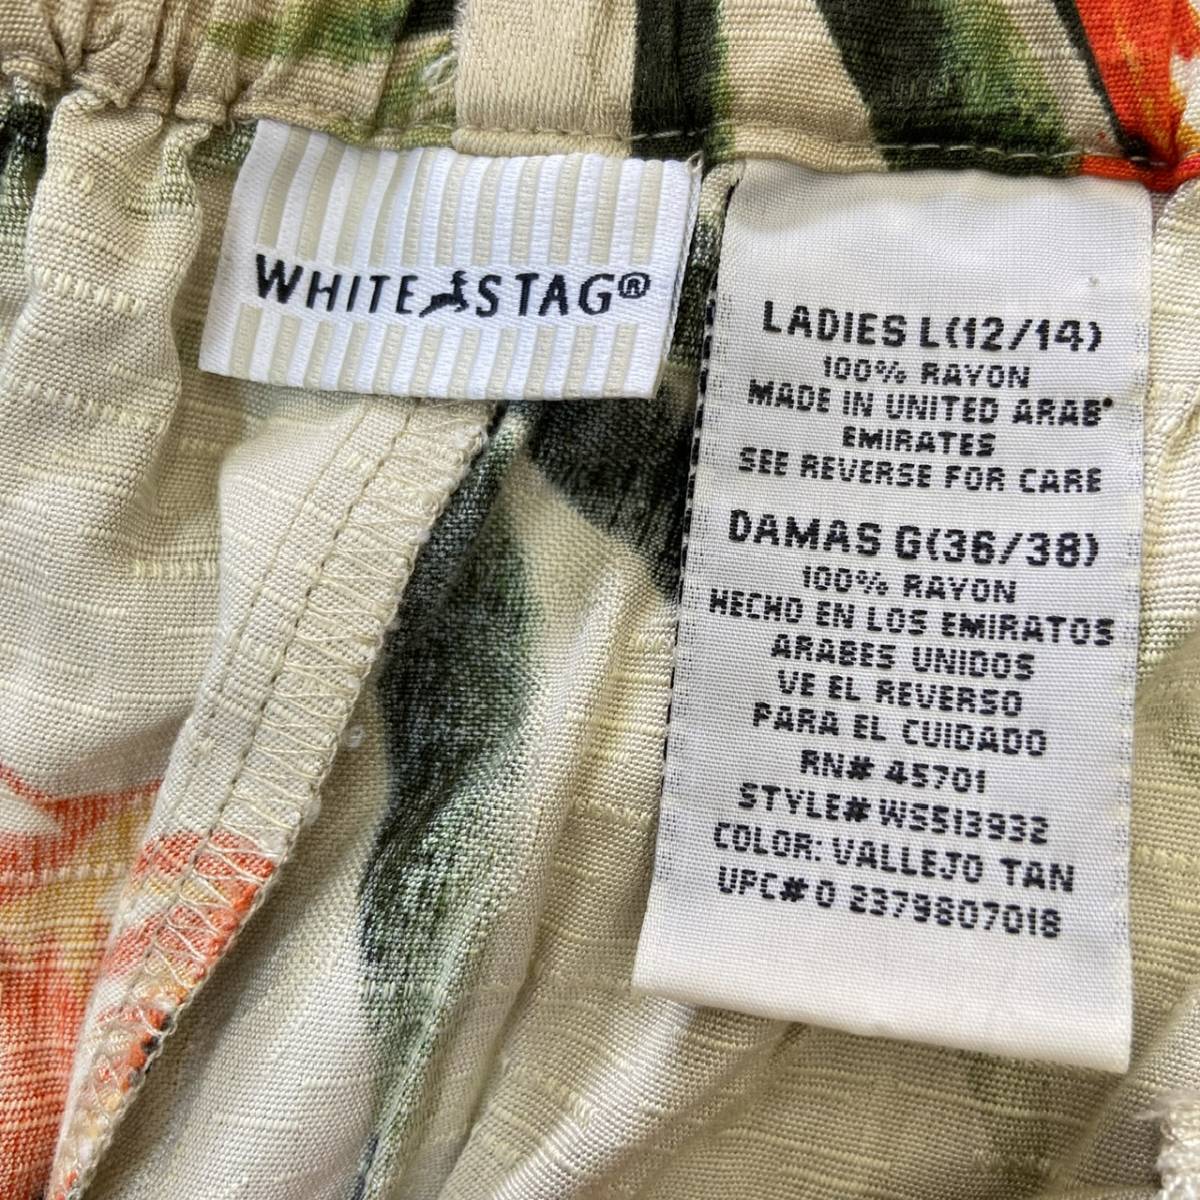 WHITE STAG®
LADIES L(12/14)
100% RAYON
MADE IN UNITED ARAB
EMIRATES
SEE REVERSE FOR CARE
DAMAS G(36/38)
100% RAYON
HECHO EN LOS EMIRATOS
ARABES UNIDOS
VE EL REVERSO
PARA EL CUIDADO
RN# 45701
STYLE# WS513932
COLOR: VALLEJO TAN
UPC# 0 2379807018